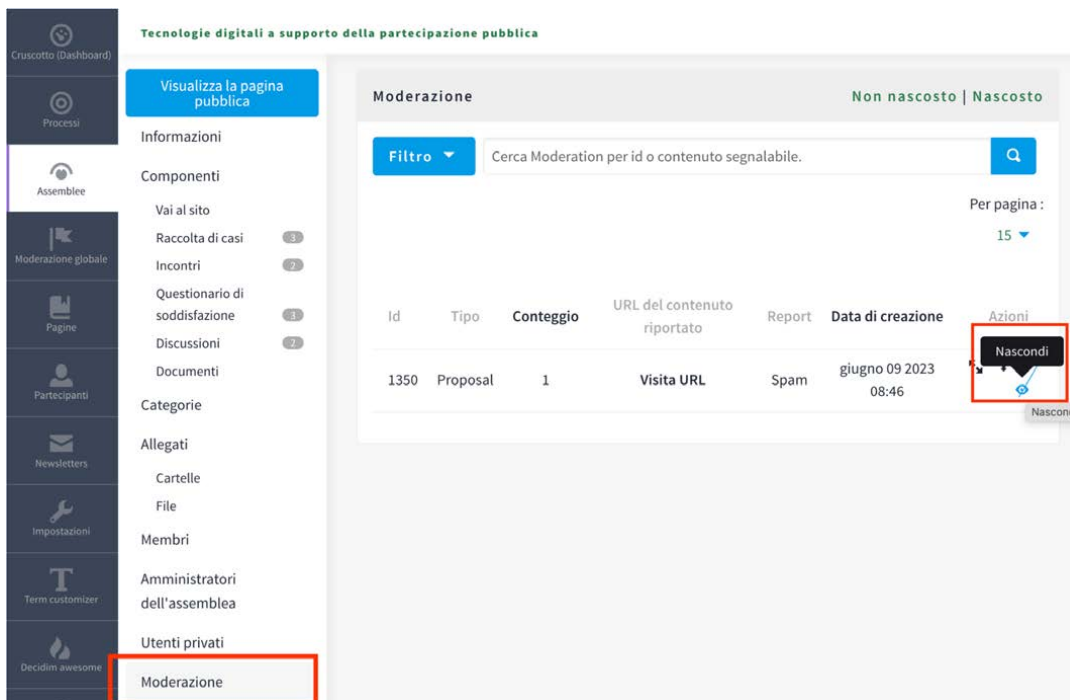 Cruscotto (Dashboard)
Processi
Assemblee
Moderazione globale
Pagine
Partecipanti
Newsletters
Impostazioni
Term customizer
Decidim awesome
Tecnologie digitali a supporto della partecipazione pubblica
Visualizza la pagina
pubblica
Informazioni
Componenti
Vai al sito
Raccolta di casi 3
Incontri 2
Questionario di
soddisfazione 3
Discussioni 2
Documenti
Categorie
Allegati
Cartelle
File
Membri
Amministratori
dell'assemblea
Utenti privati
Moderazione
Moderazione Non nascosto | Nascosto
Filtro Cerca Moderation per id o contenuto segnalabile.
Per pagina :
15
Id Tipo Conteggio URL del contenuto
riportato Report Data di creazione Azioni
Nascondi
1350 Proposal 1 Visita URL Spam giugno 09 2023
08:46